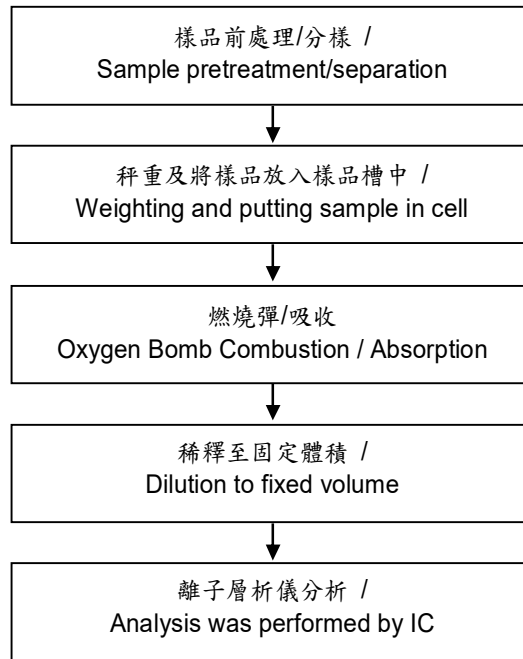 樣品前處理/分樣 /
Sample pretreatment/separation
秤重及將樣品放入樣品槽中 /
Weighting and putting sample in cell
燃燒彈/吸收
Oxygen Bomb Combustion / Absorption
稀釋至固定體積 /
Dilution to fixed volume
離子層析儀分析 /
Analysis was performed by IC